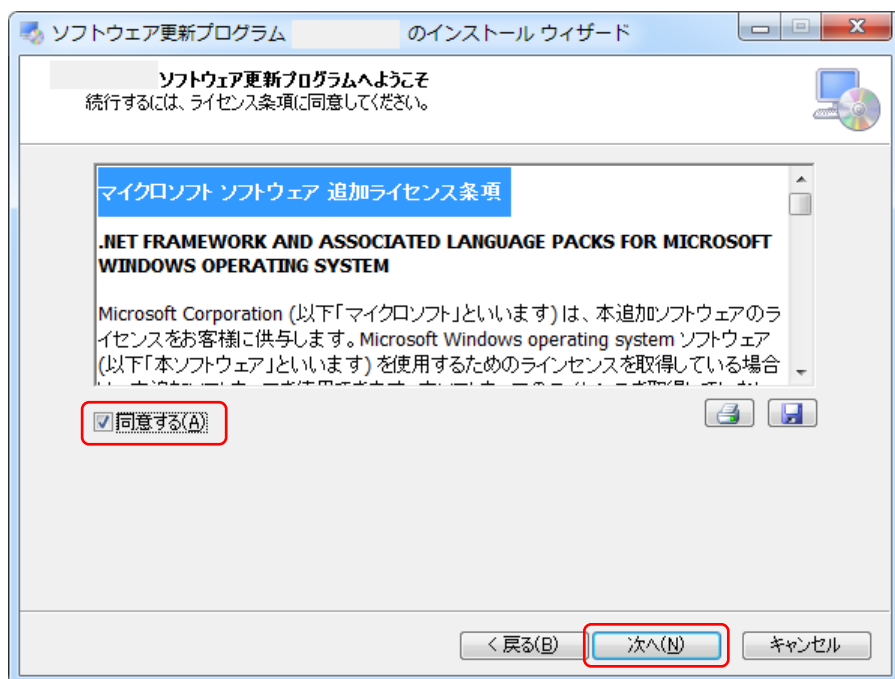 ソフトウェア更新プログラム のインストール ウィザード
ソフトウェア更新プログラムへようこそ
続行するには、ライセンス条項に同意してください。
マイクロソフト ソフトウェア 追加ライセンス条項
.NET FRAMEWORK AND ASSOCIATED LANGUAGE PACKS FOR MICROSOFT
WINDOWS OPERATING SYSTEM
Microsoft Corporation (以下「マイクロソフト」といいます) は、本追加ソフトウェアのラ
イセンスをお客様に供与します。Microsoft Windows operating system ソフトウェア
(以下「本ソフトウェア」といいます) を使用するためのラインセンスを取得している場合
同意する(A)
< 戻る(B)
次へ(N)
キャンセル